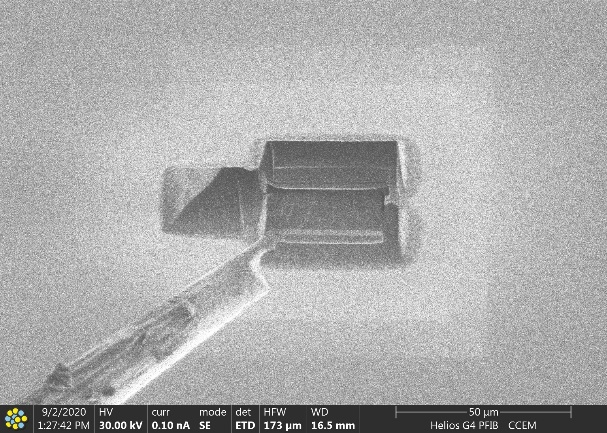 9/2/2020 HV curr mode det HFW WD 50 µm
1:27:42 PM 30.00 kV 0.10 nA SE ETD 173 µm 16.5 mm Helios G4 PFIB CCEM